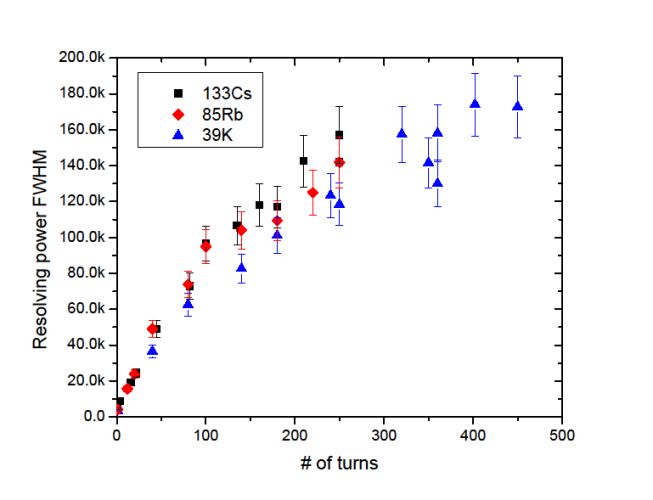 200.0k
180.0k
160.0k
140.0k
120.0k
100.0k
80.0k
60.0k
40.0k
20.0k
0.0
Resolving power FWHM
133Cs
85Rb
39K
0 100 200 300 400 500
# of turns